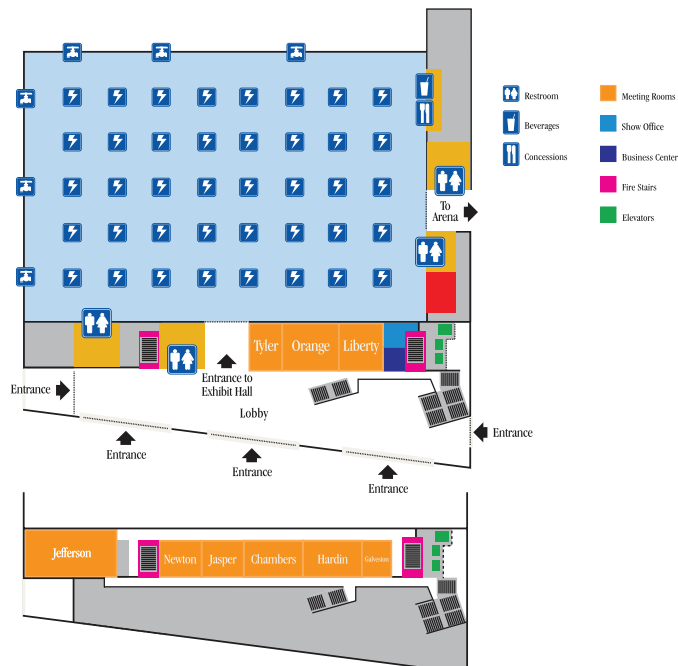 Restroom
Beverages
Concessions
Meeting Rooms
Show Office
Business Center
Fire Stairs
Elevators
To
Arena
Tyler
Orange
Liberty
Entrance to
Exhibit Hall
Entrance
Lobby
Entrance
Entrance
Entrance
Entrance
Jefferson
Newton
Jasper
Chambers
Hardin
Galveston